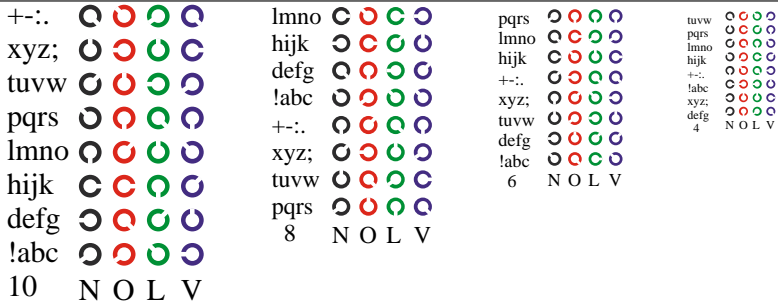 +-:.
xyz;
tuvw
pqrs
lmno
hijk
defg
!abc
10 N O L V
lmno
hijk
defg
!abc
+-:.
xyz;
tuvw
pqrs
8 N O L V
pqrs
lmno
hijk
+-:.
xyz;
tuvw
defg
!abc
6 N O L V
tuvw
pqrs
lmno
hijk
+-:.
!abc
xyz;
defg
4 N O L V